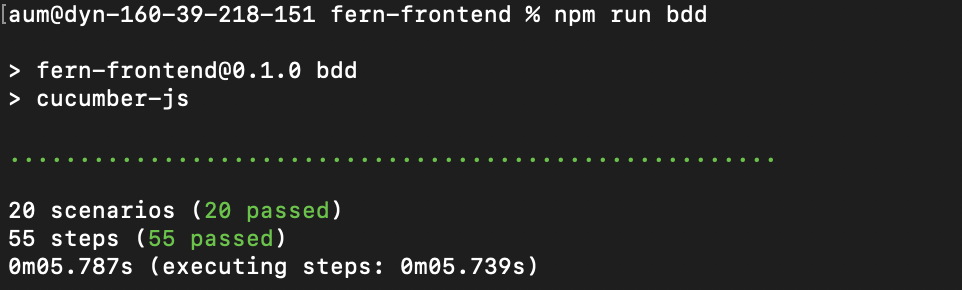 [aum@dyn-160-39-218-151 fern-frontend % npm run bdd
> fern-frontend@0.1.0 bdd
> cucumber-js
.......................................................
20 scenarios (20 passed)
55 steps (55 passed)
0m05.787s (executing steps: 0m05.739s)